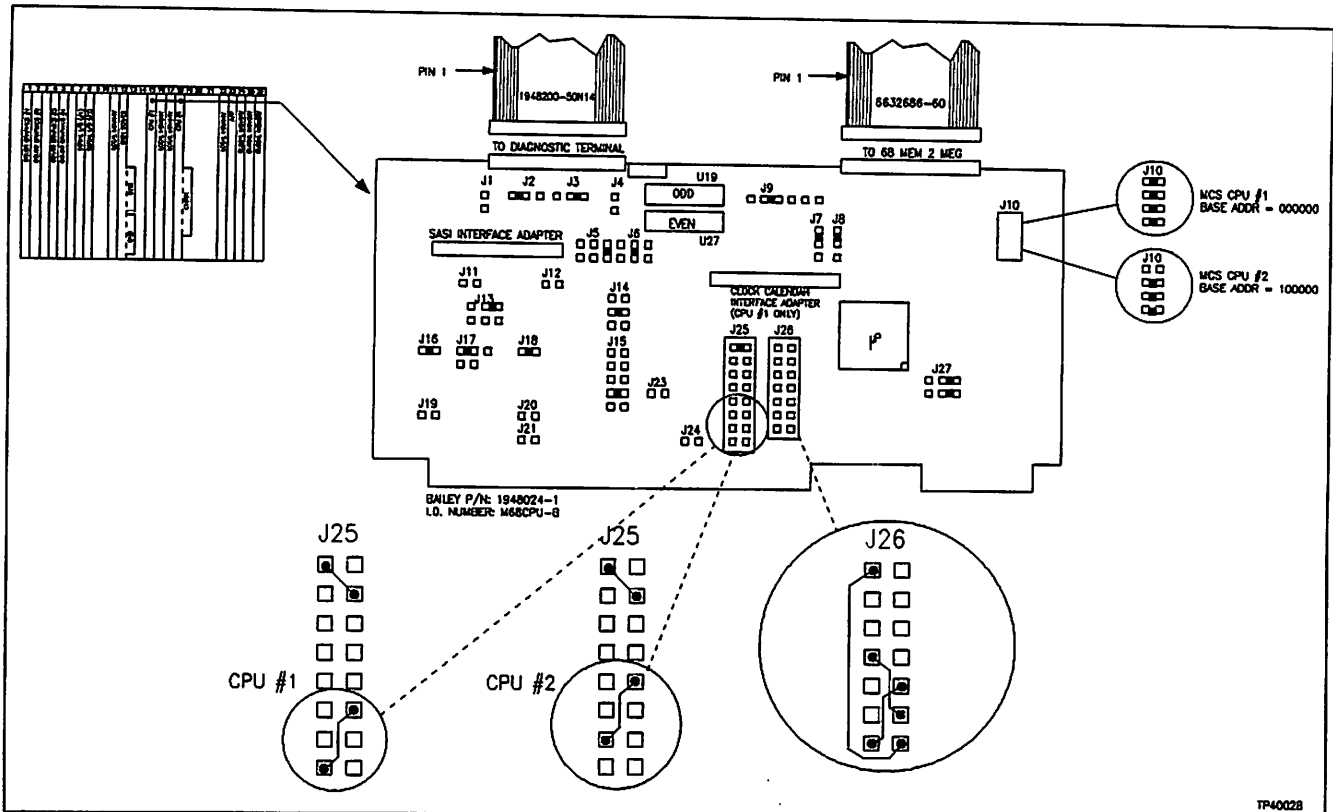 PIN 1
1948200-50N14
PIN 1
6632686-60
TO DIAGNOSTIC TERMINAL
TO 68 MEM 2 MEG
J1
J2
J3
J4
U19
ODD
EVEN
U27
J9
J7
J8
J10
J10
MCS CPU #1
BASE ADDR = 000000
J10
MCS CPU #2
BASE ADDR = 100000
SASI INTERFACE ADAPTER
J5
J6
J11
J12
CLOCK CALENDAR
INTERFACE ADAPTER
(CPU #1 ONLY)
J13
J14
J25
J26
J16
J17
J18
J15
µP
J23
J27
J19
J20
J21
J24
BAILEY P/N: 1948024-1
I.D. NUMBER: M68CPU-B
J25
J25
J26
CPU #1
CPU #2
TP40028